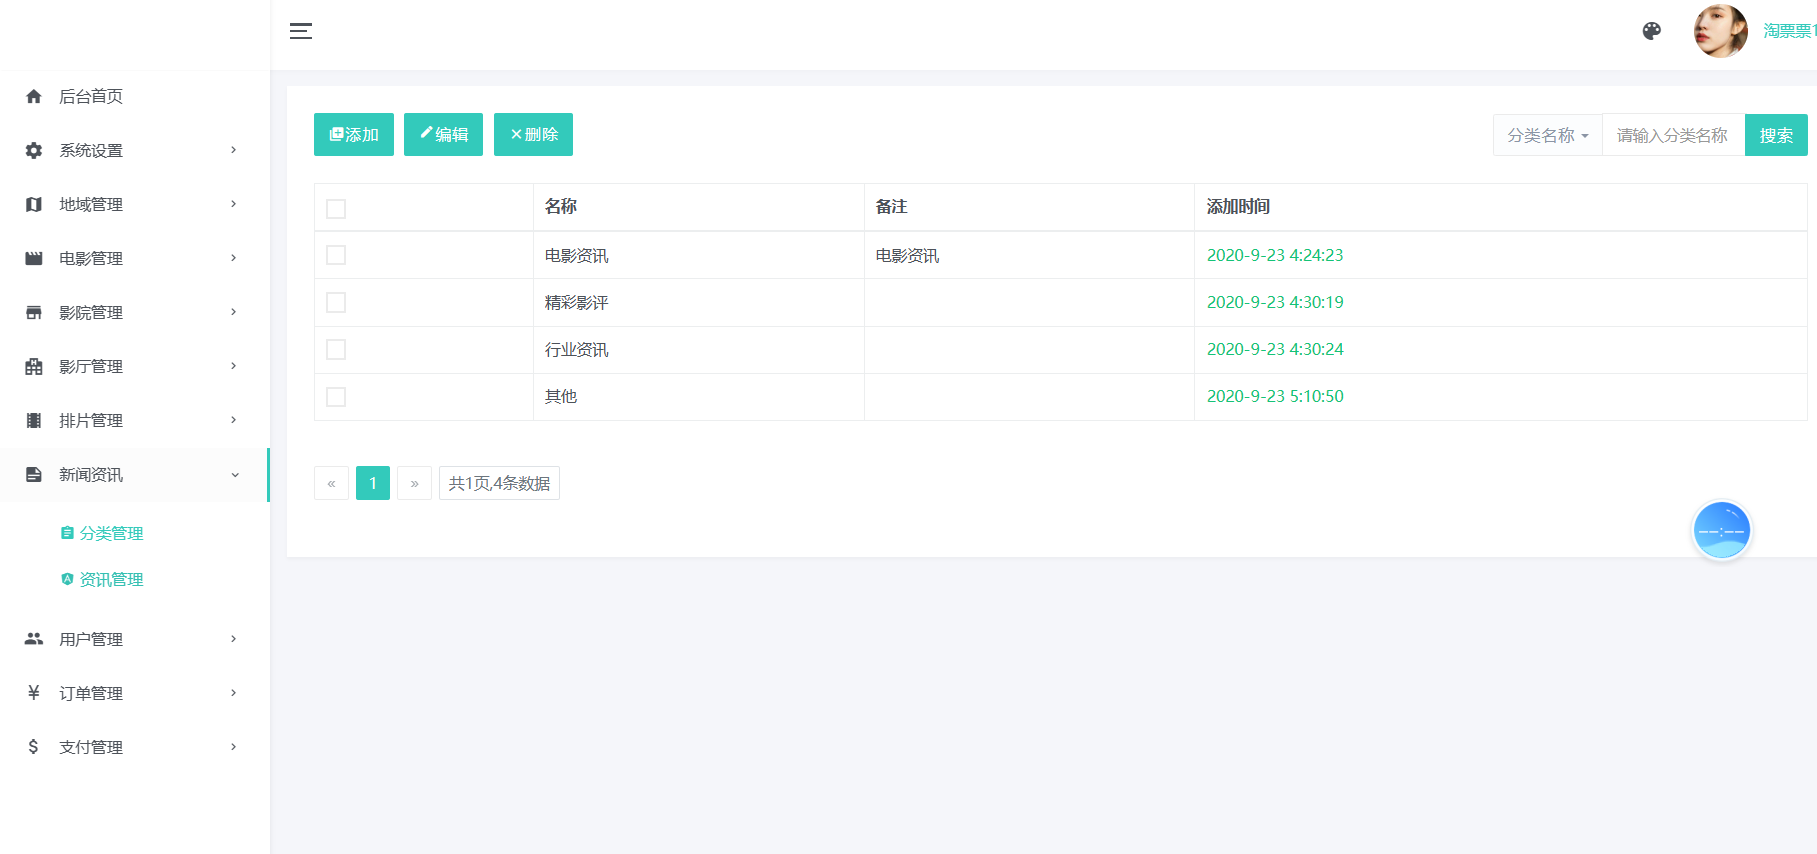 淘票票1
后台首页
系统设置
地域管理
电影管理
影院管理
影厅管理
排片管理
新闻资讯
分类管理
资讯管理
用户管理
订单管理
支付管理
添加 编辑 删除
分类名称 请输入分类名称 搜索
名称 备注 添加时间
电影资讯 电影资讯 2020-9-23 4:24:23
精彩影评 2020-9-23 4:30:19
行业资讯 2020-9-23 4:30:24
其他 2020-9-23 5:10:50
« 1 » 共1页,4条数据
--:--